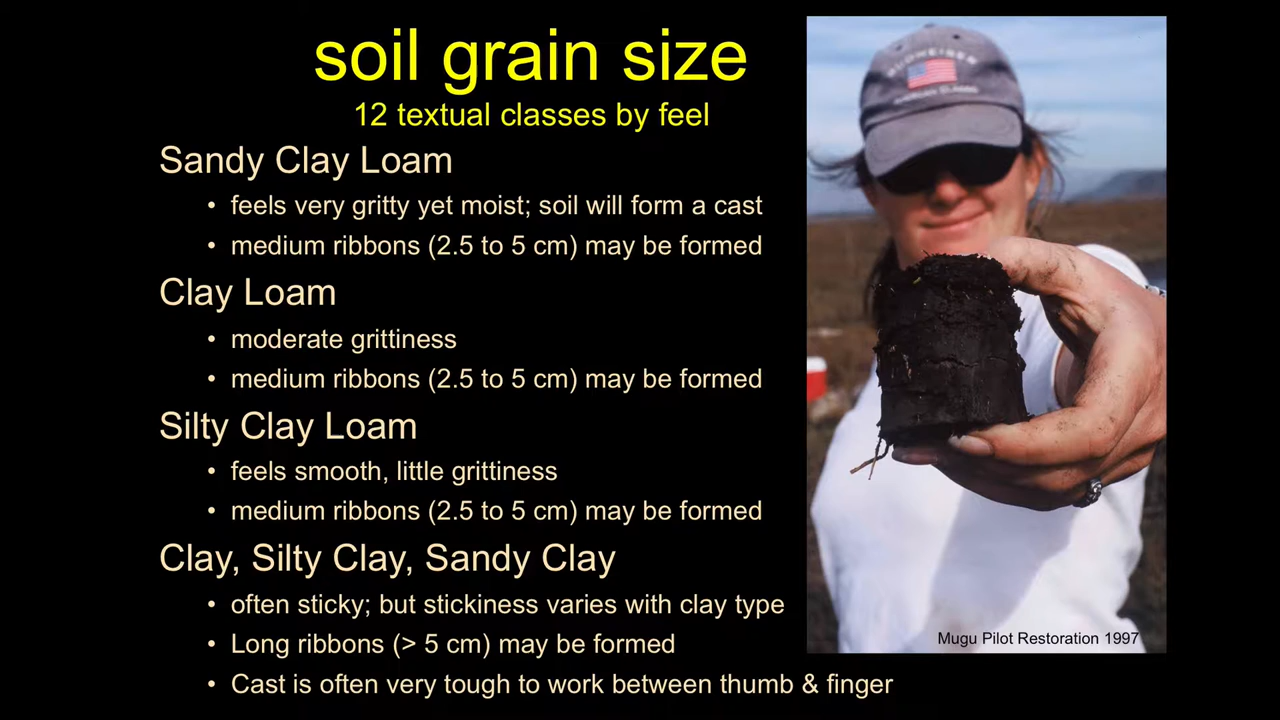 soil grain size
12 textual classes by feel
Sandy Clay Loam
• feels very gritty yet moist; soil will form a cast
• medium ribbons (2.5 to 5 cm) may be formed
Clay Loam
• moderate grittiness
• medium ribbons (2.5 to 5 cm) may be formed
Silty Clay Loam
• feels smooth, little grittiness
• medium ribbons (2.5 to 5 cm) may be formed
Clay, Silty Clay, Sandy Clay
• often sticky; but stickiness varies with clay type
• Long ribbons (> 5 cm) may be formed
• Cast is often very tough to work between thumb & finger
BUDWEISER
Mugu Pilot Restoration 1997